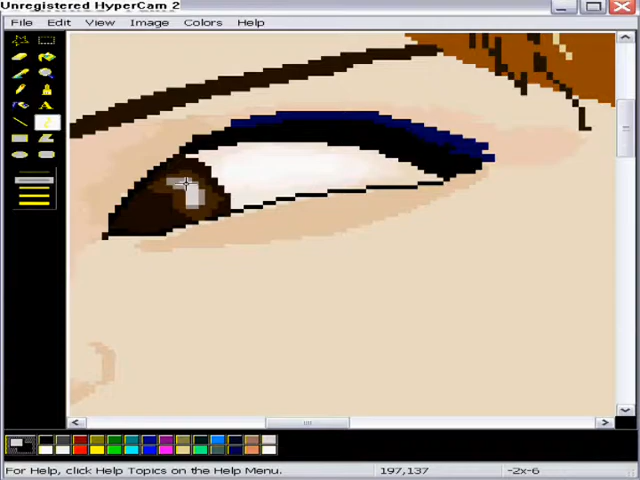 Unregistered HyperCam 2
File Edit View Image Colors Help
A
For Help, click Help Topics on the Help Menu. 197,137 -2x-6